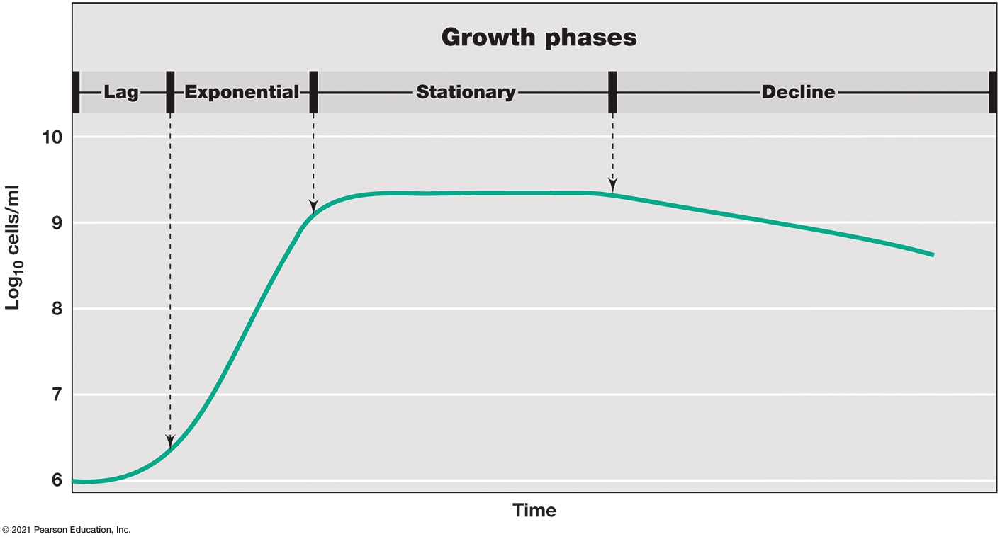 Growth phases
Lag Exponential Stationary Decline
10
9
8
7
6
Log₁₀ cells/ml
Time
© 2021 Pearson Education, Inc.